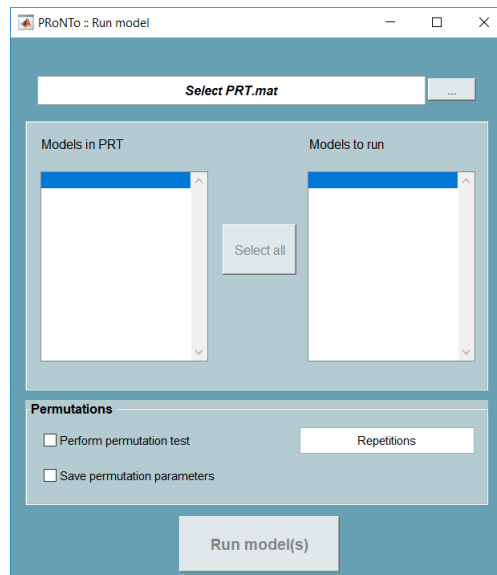 PRoNTo :: Run model
Select PRT.mat
...
Models in PRT
Models to run
Select all
Permutations
Perform permutation test
Repetitions
Save permutation parameters
Run model(s)